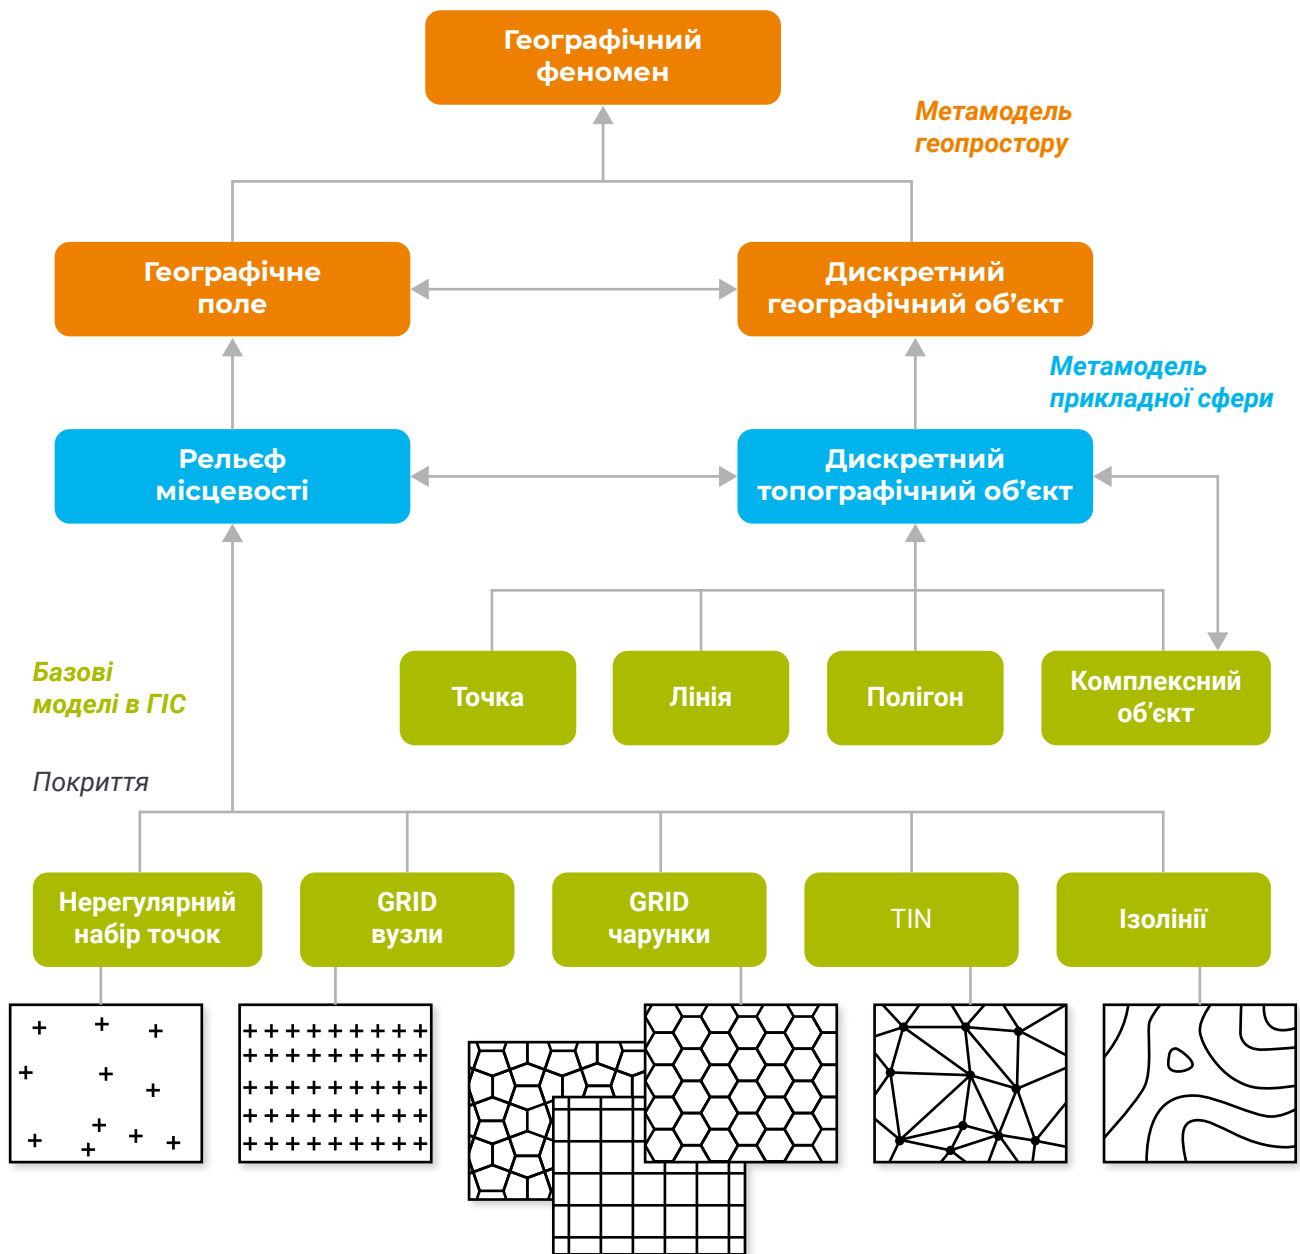 Географічний
феномен
Метамодель
геопростору
Географічне
поле
Дискретний
географічний об’єкт
Метамодель
прикладної сфери
Рельєф
місцевості
Дискретний
топографічний об’єкт
Базові
моделі в ГІС
Точка
Лінія
Полігон
Комплексний
об’єкт
Покриття
Нерегулярний
набір точок
GRID
вузли
GRID
чарунки
TIN
Ізолінії